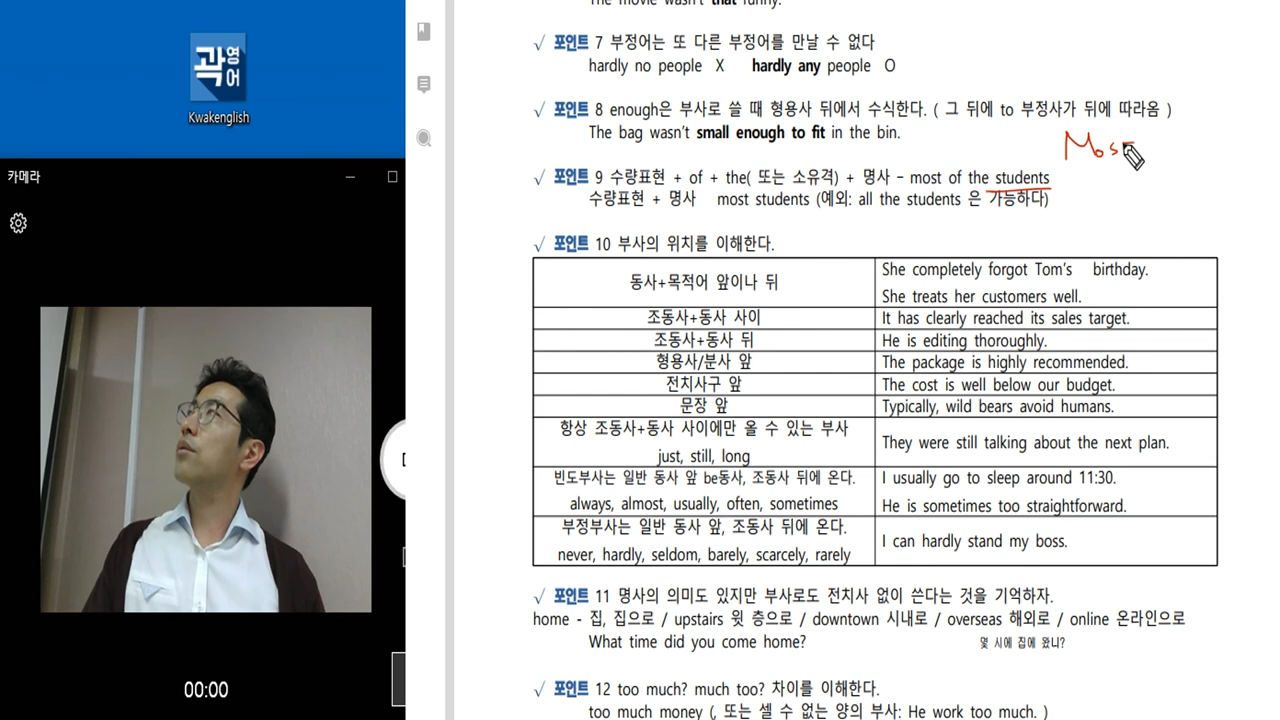 곽영어
Kwakenglish
카메라
00:00
The movie wasn't that funny.
√ 포인트 7 부정어는 또 다른 부정어를 만날 수 없다
hardly no people X hardly any people O
√ 포인트 8 enough은 부사로 쓸 때 형용사 뒤에서 수식한다. ( 그 뒤에 to 부정사가 뒤에 따라옴 )
The bag wasn't small enough to fit in the bin.
Mos
√ 포인트 9 수량표현 + of + the( 또는 소유격) + 명사 – most of the students
수량표현 + 명사 most students (예외: all the students 은 가능하다)
√ 포인트 10 부사의 위치를 이해한다.
동사+목적어 앞이나 뒤
She completely forgot Tom's birthday.
She treats her customers well.
조동사+동사 사이 It has clearly reached its sales target.
조동사+동사 뒤 He is editing thoroughly.
형용사/분사 앞 The package is highly recommended.
전치사구 앞 The cost is well below our budget.
문장 앞 Typically, wild bears avoid humans.
항상 조동사+동사 사이에만 올 수 있는 부사
just, still, long
They were still talking about the next plan.
빈도부사는 일반 동사 앞 be동사, 조동사 뒤에 온다.
always, almost, usually, often, sometimes
I usually go to sleep around 11:30.
He is sometimes too straightforward.
부정부사는 일반 동사 앞, 조동사 뒤에 온다.
never, hardly, seldom, barely, scarcely, rarely
I can hardly stand my boss.
√ 포인트 11 명사의 의미도 있지만 부사로도 전치사 없이 쓴다는 것을 기억하자.
home - 집, 집으로 / upstairs 윗 층으로 / downtown 시내로 / overseas 해외로 / online 온라인으로
What time did you come home? 몇 시에 집에 왔니?
√ 포인트 12 too much? much too? 차이를 이해한다.
too much money (, 또는 셀 수 없는 양의 부사: He work too much. )